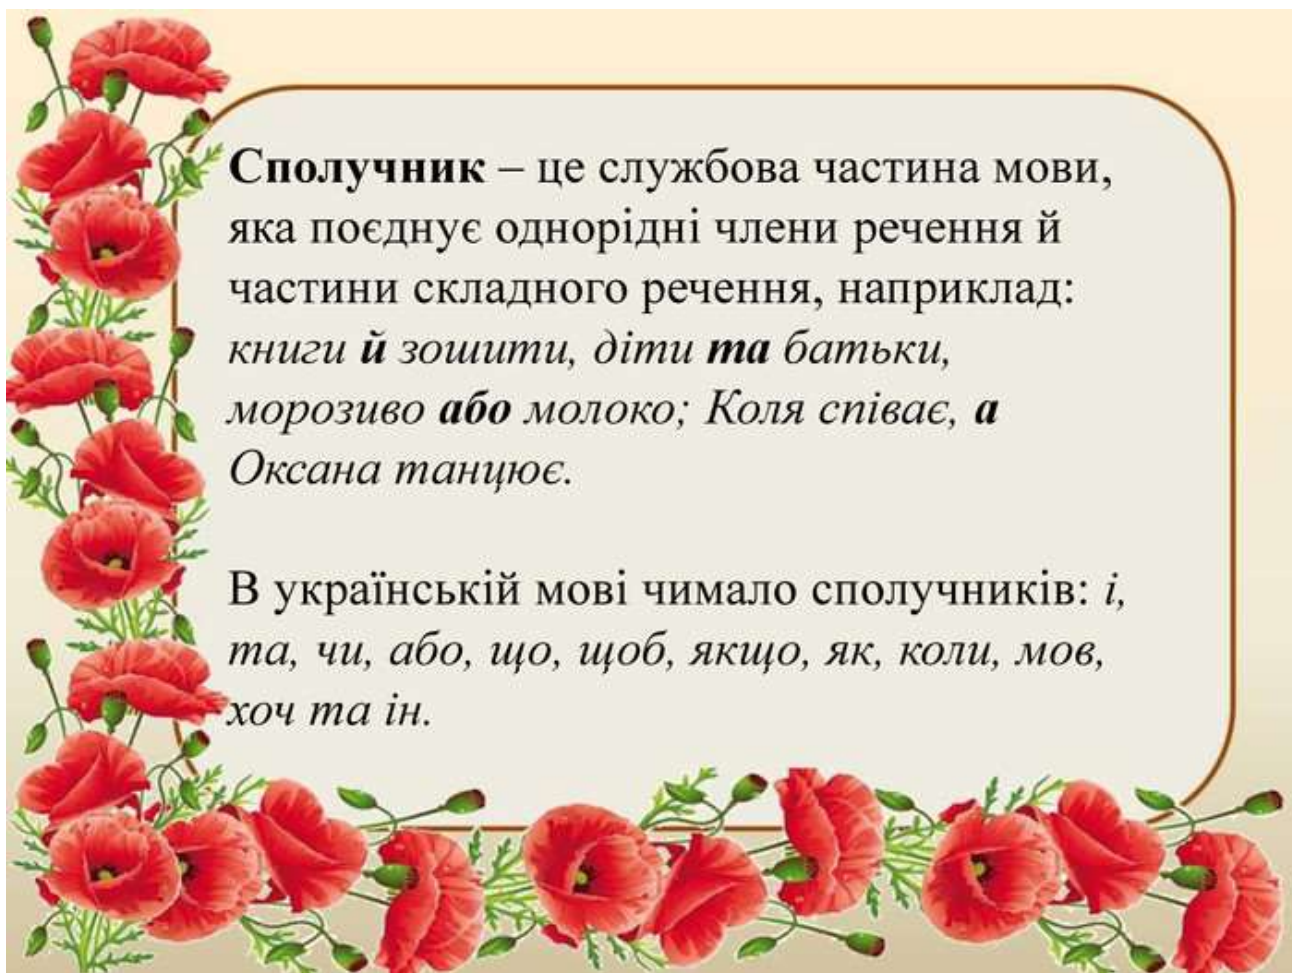 Сполучник – це службова частина мови,
яка поєднує однорідні члени речення й
частини складного речення, наприклад:
книги й зошити, діти та батьки,
морозиво або молоко; Коля співає, а
Оксана танцює.
В українській мові чимало сполучників: і,
та, чи, або, що, щоб, якщо, як, коли, мов,
хоч та ін.